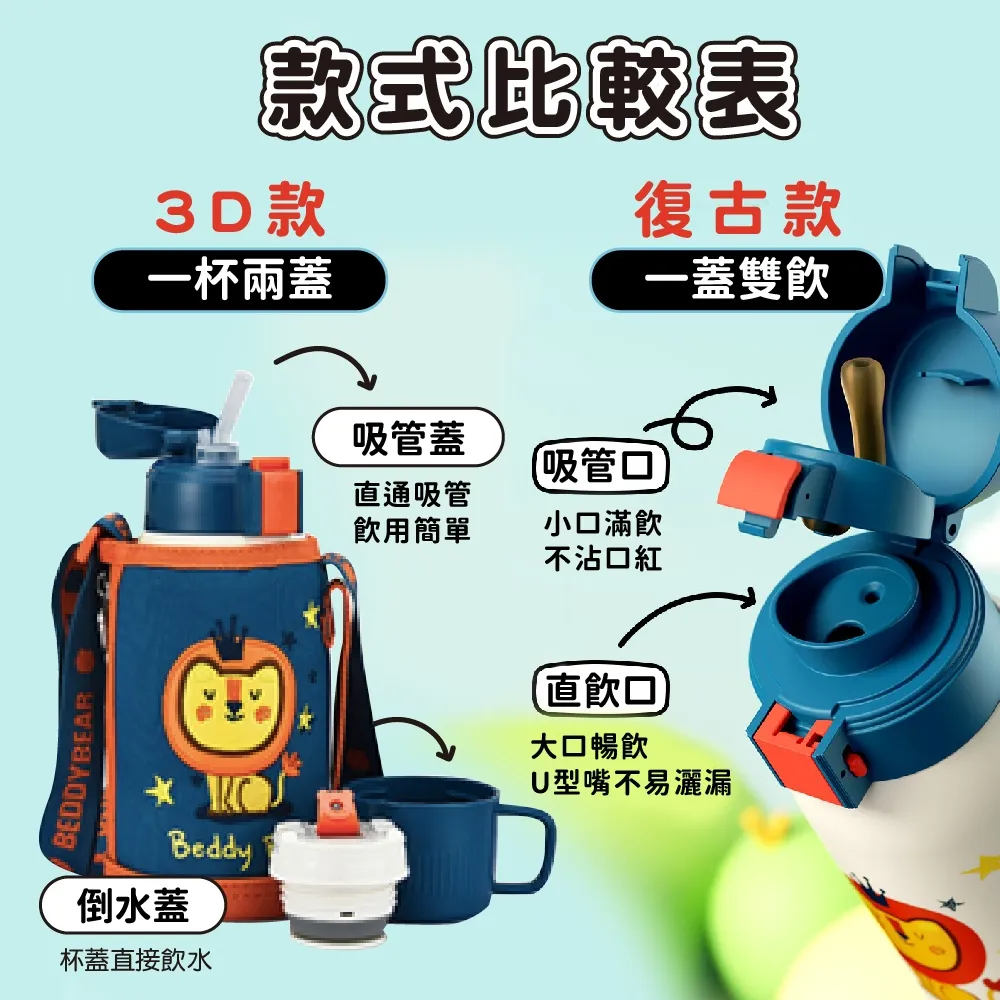 款式比較表
3D款
一杯兩蓋
吸管蓋
直通吸管
飲用簡單
BEDDYBEAR
Beddy
倒水蓋
杯蓋直接飲水
復古款
一蓋雙飲
吸管口
小口滿飲
不沾口紅
直飲口
大口暢飲
U型嘴不易灑漏